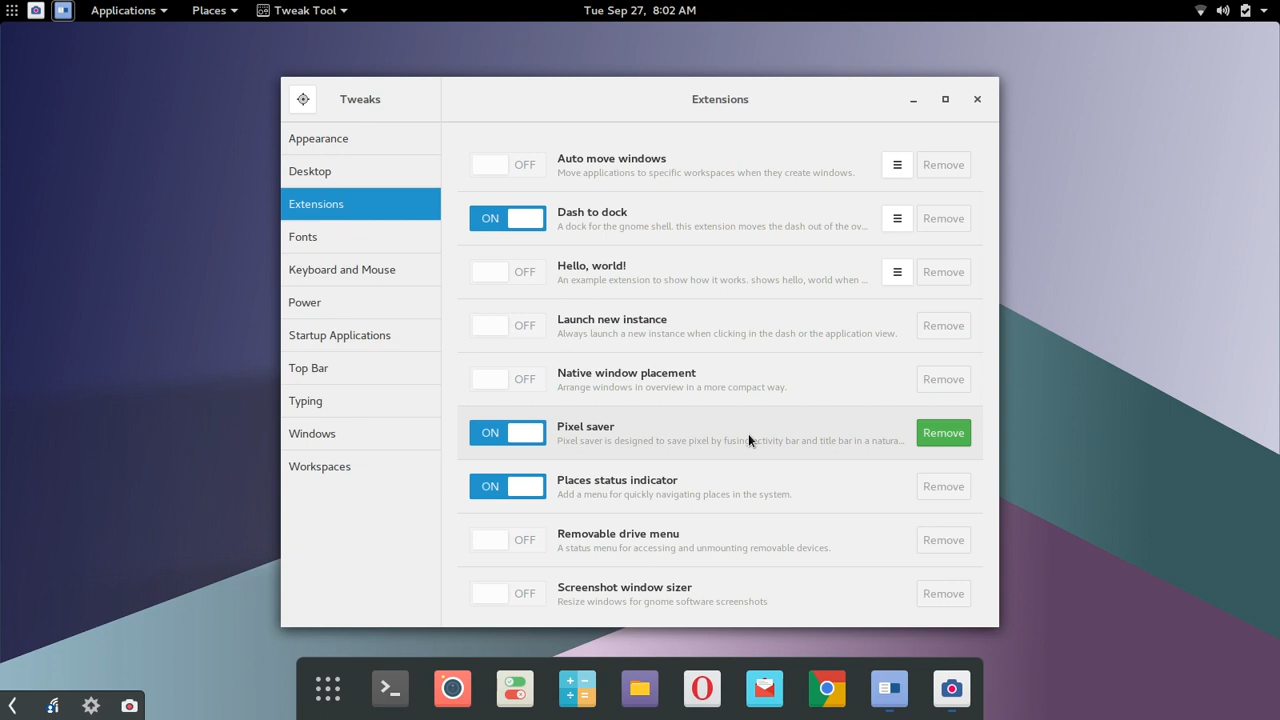 Applications Places Tweak Tool Tue Sep 27, 8:02 AM
Tweaks Extensions
Appearance
Desktop
Extensions
Fonts
Keyboard and Mouse
Power
Startup Applications
Top Bar
Typing
Windows
Workspaces
OFF Auto move windows Remove
Move applications to specific workspaces when they create windows.
ON Dash to dock Remove
A dock for the gnome shell. this extension moves the dash out of the ov...
OFF Hello, world! Remove
An example extension to show how it works. shows hello, world when ...
OFF Launch new instance Remove
Always launch a new instance when clicking in the dash or the application view.
OFF Native window placement Remove
Arrange windows in overview in a more compact way.
ON Pixel saver Remove
Pixel saver is designed to save pixel by fusing activity bar and title bar in a natura...
ON Places status indicator Remove
Add a menu for quickly navigating places in the system.
OFF Removable drive menu Remove
A status menu for accessing and unmounting removable devices.
OFF Screenshot window sizer Remove
Resize windows for gnome software screenshots